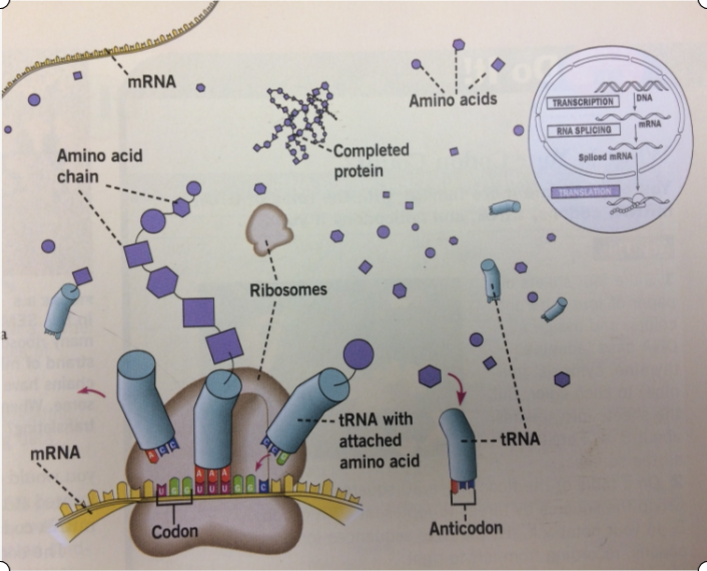 mRNA
Amino acids
TRANSCRIPTION
DNA
RNA SPLICING
mRNA
Spliced mRNA
TRANSLATION
Completed
protein
Amino acid
chain
Ribosomes
tRNA with
attached
amino acid
tRNA
mRNA
A C C
A A A
U G G U U U G G C
Codon
Anticodon